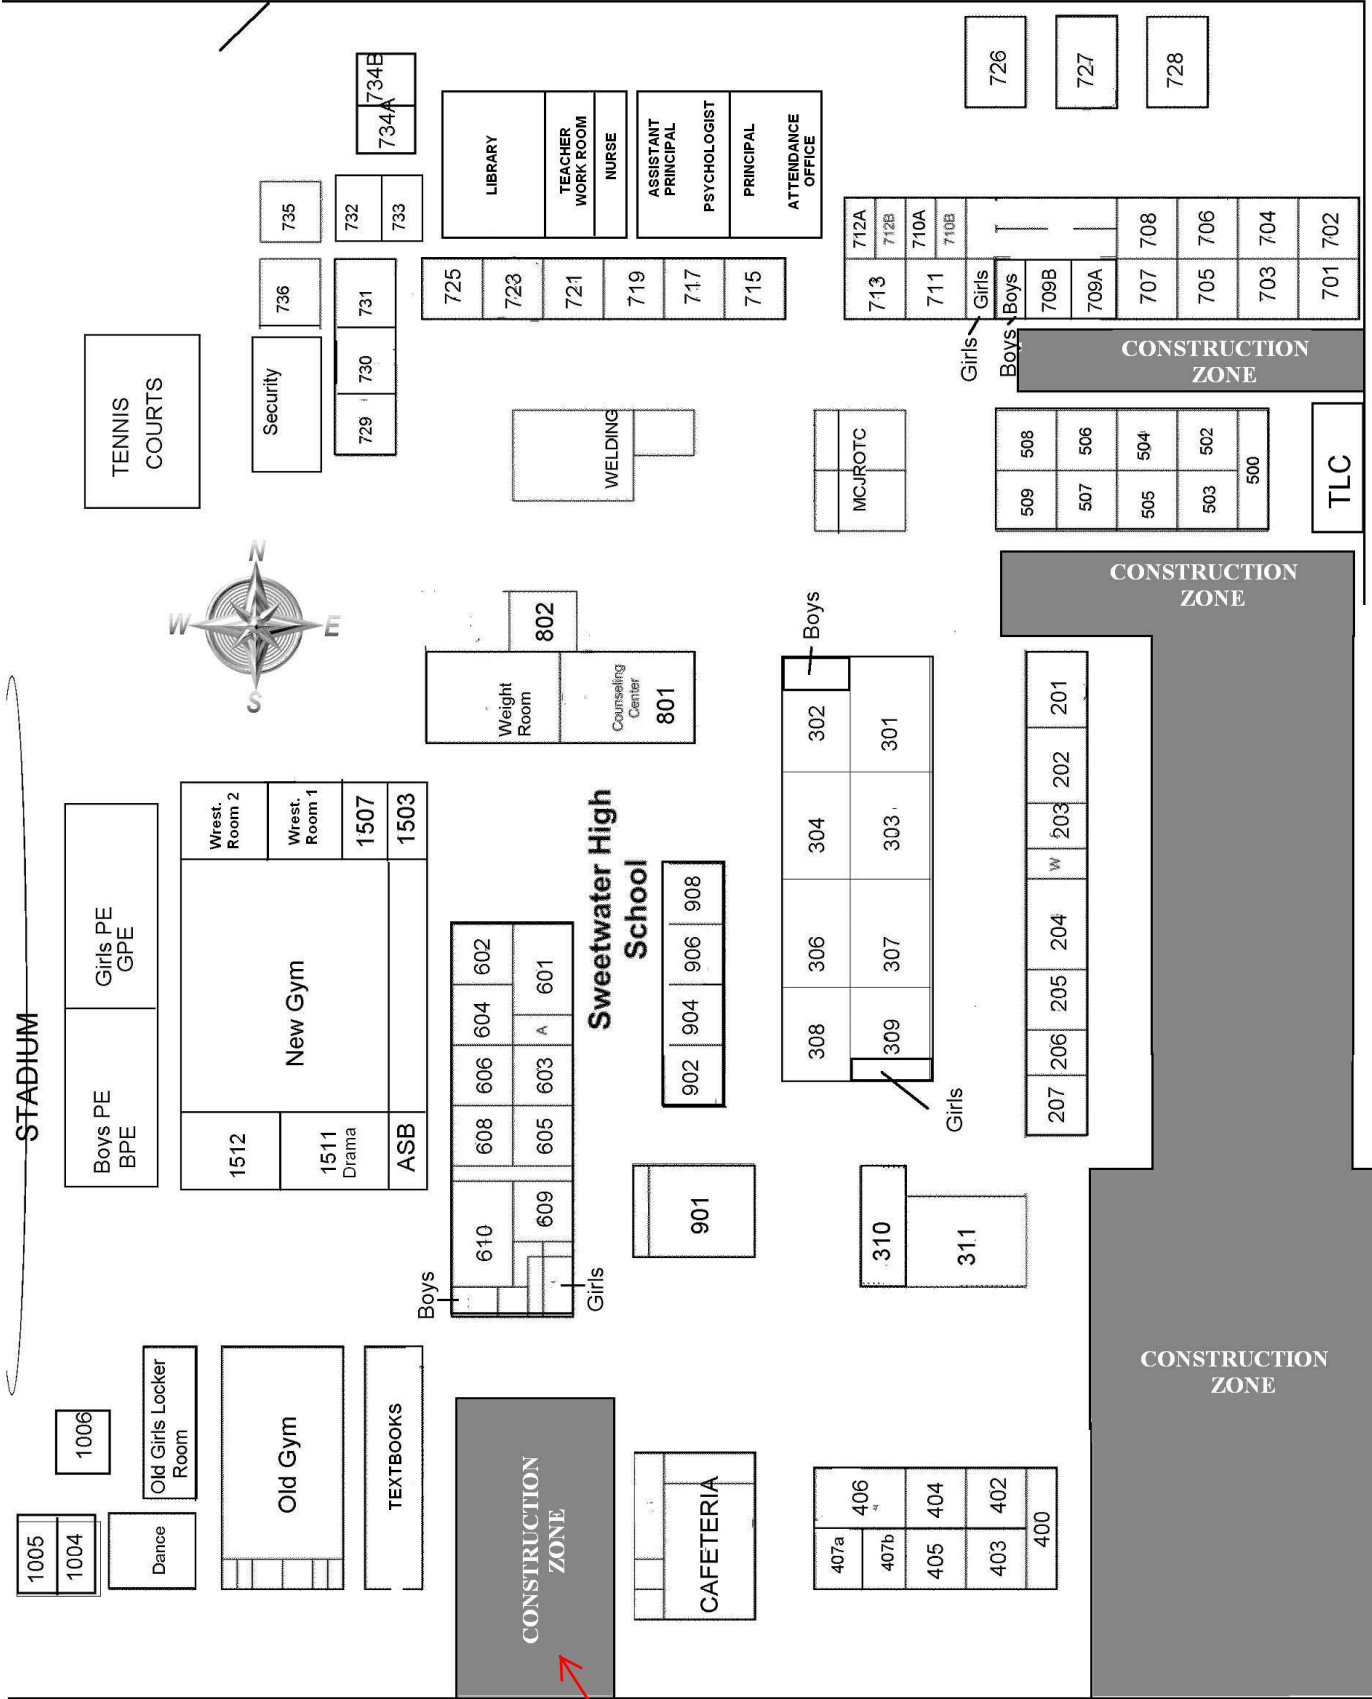 734B
734A
726
727
728
LIBRARY
TEACHER
WORK ROOM
NURSE
ASSISTANT
PRINCIPAL
PSYCHOLOGIST
PRINCIPAL
ATTENDANCE
OFFICE
735
732
733
712A
712B
710A
710B
708
706
704
702
736
731
725
723
721
719
717
715
713
711
Girls
Boys
709B
709A
707
705
703
701
Girls
Boys
CONSTRUCTION
ZONE
TENNIS
COURTS
Security
730
729
WELDING
MCJROTC
508
506
504
502
509
507
505
503
500
TLC
N
W
E
S
CONSTRUCTION
ZONE
802
Boys
Weight
Room
Counseling
Center
801
302
301
304
303
306
307
308
309
Girls
201
202
203
W
204
205
206
207
STADIUM
Girls PE
GPE
Boys PE
BPE
Wrest.
Room 2
Wrest.
Room 1
1507
1503
New Gym
1512
1511
Drama
ASB
Sweetwater High
School
602
601
604
A
606
603
608
605
610
609
Boys
Girls
908
906
904
902
901
310
311
1006
Old Girls Locker
Room
Old Gym
TEXTBOOKS
1005
1004
Dance
CONSTRUCTION
ZONE
CAFETERIA
406
404
402
407a
407b
405
403
400
CONSTRUCTION
ZONE